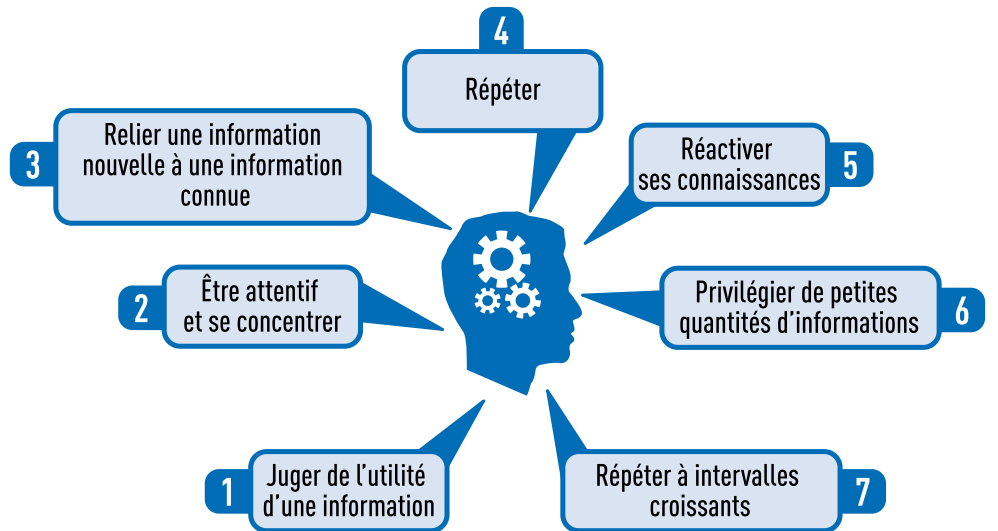 1
Juger de l'utilité
d'une information
2
Être attentif
et se concentrer
3
Relier une information
nouvelle à une information
connue
4
Répéter
5
Réactiver
ses connaissances
6
Privilégier de petites
quantités d'informations
7
Répéter à intervalles
croissants